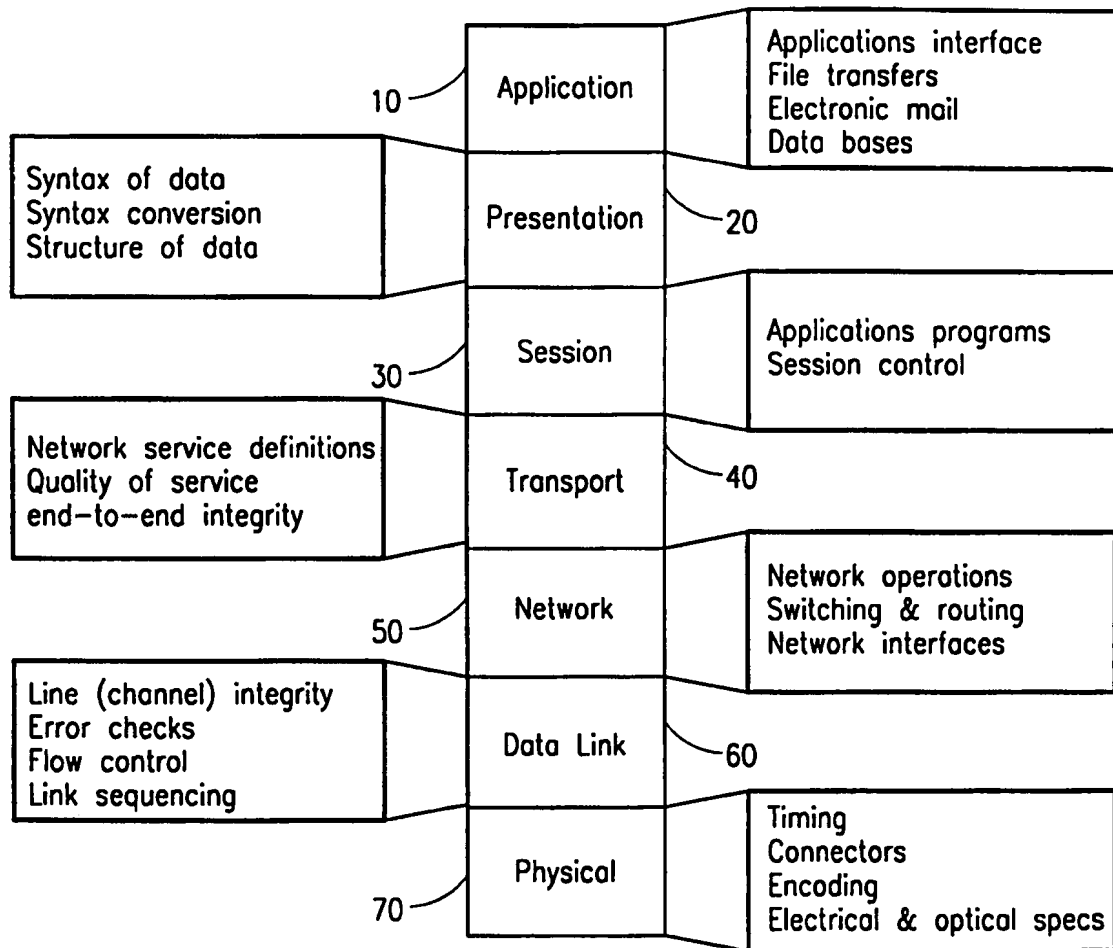 Application
10
Applications interface
File transfers
Electronic mail
Data bases
Syntax of data
Syntax conversion
Structure of data
Presentation
20
Session
30
Applications programs
Session control
Network service definitions
Quality of service
end-to-end integrity
Transport
40
Network
50
Network operations
Switching & routing
Network interfaces
Line (channel) integrity
Error checks
Flow control
Link sequencing
Data Link
60
Physical
70
Timing
Connectors
Encoding
Electrical & optical specs